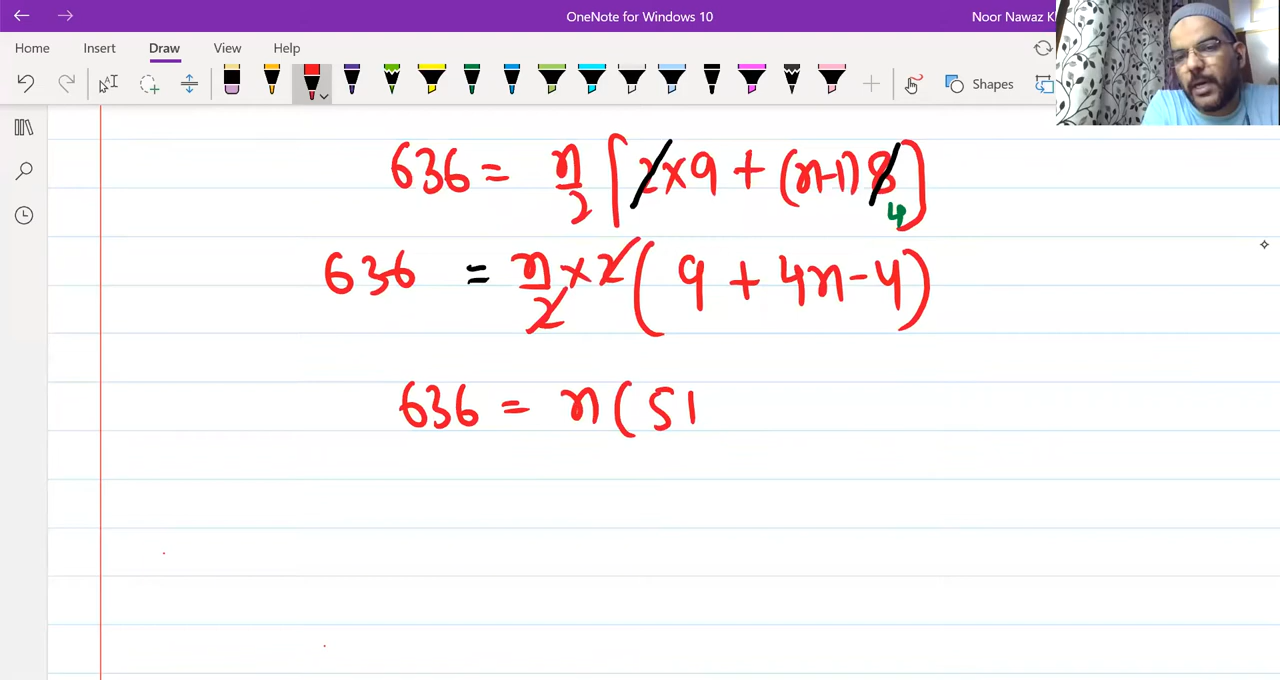 OneNote for Windows 10
Noor Nawaz K
Home Insert Draw View Help
Shapes
636 = n/2 [2×9 + (n-1) 8]
4
636 = n/2 × 2 (9 + 4n - 4)
636 = n ( 5